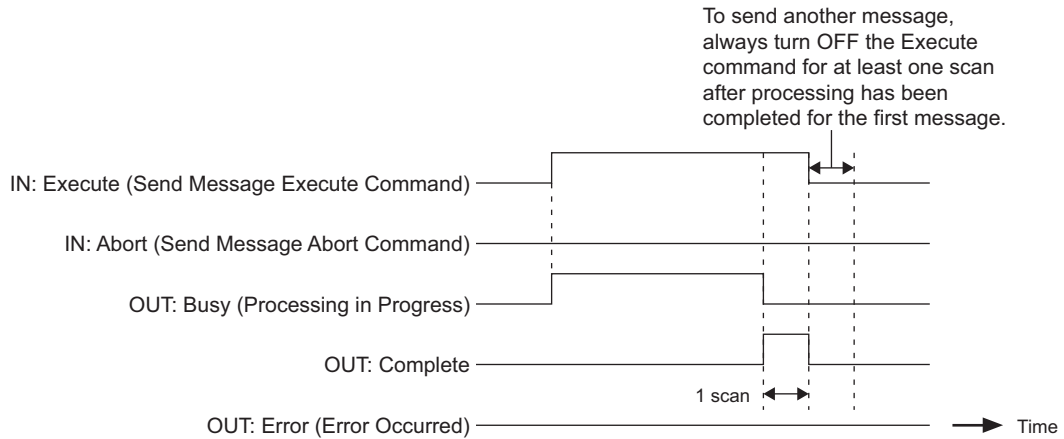 To send another message,
always turn OFF the Execute
command for at least one scan
after processing has been
completed for the first message.
IN: Execute (Send Message Execute Command)
IN: Abort (Send Message Abort Command)
OUT: Busy (Processing in Progress)
OUT: Complete
1 scan
OUT: Error (Error Occurred)
Time